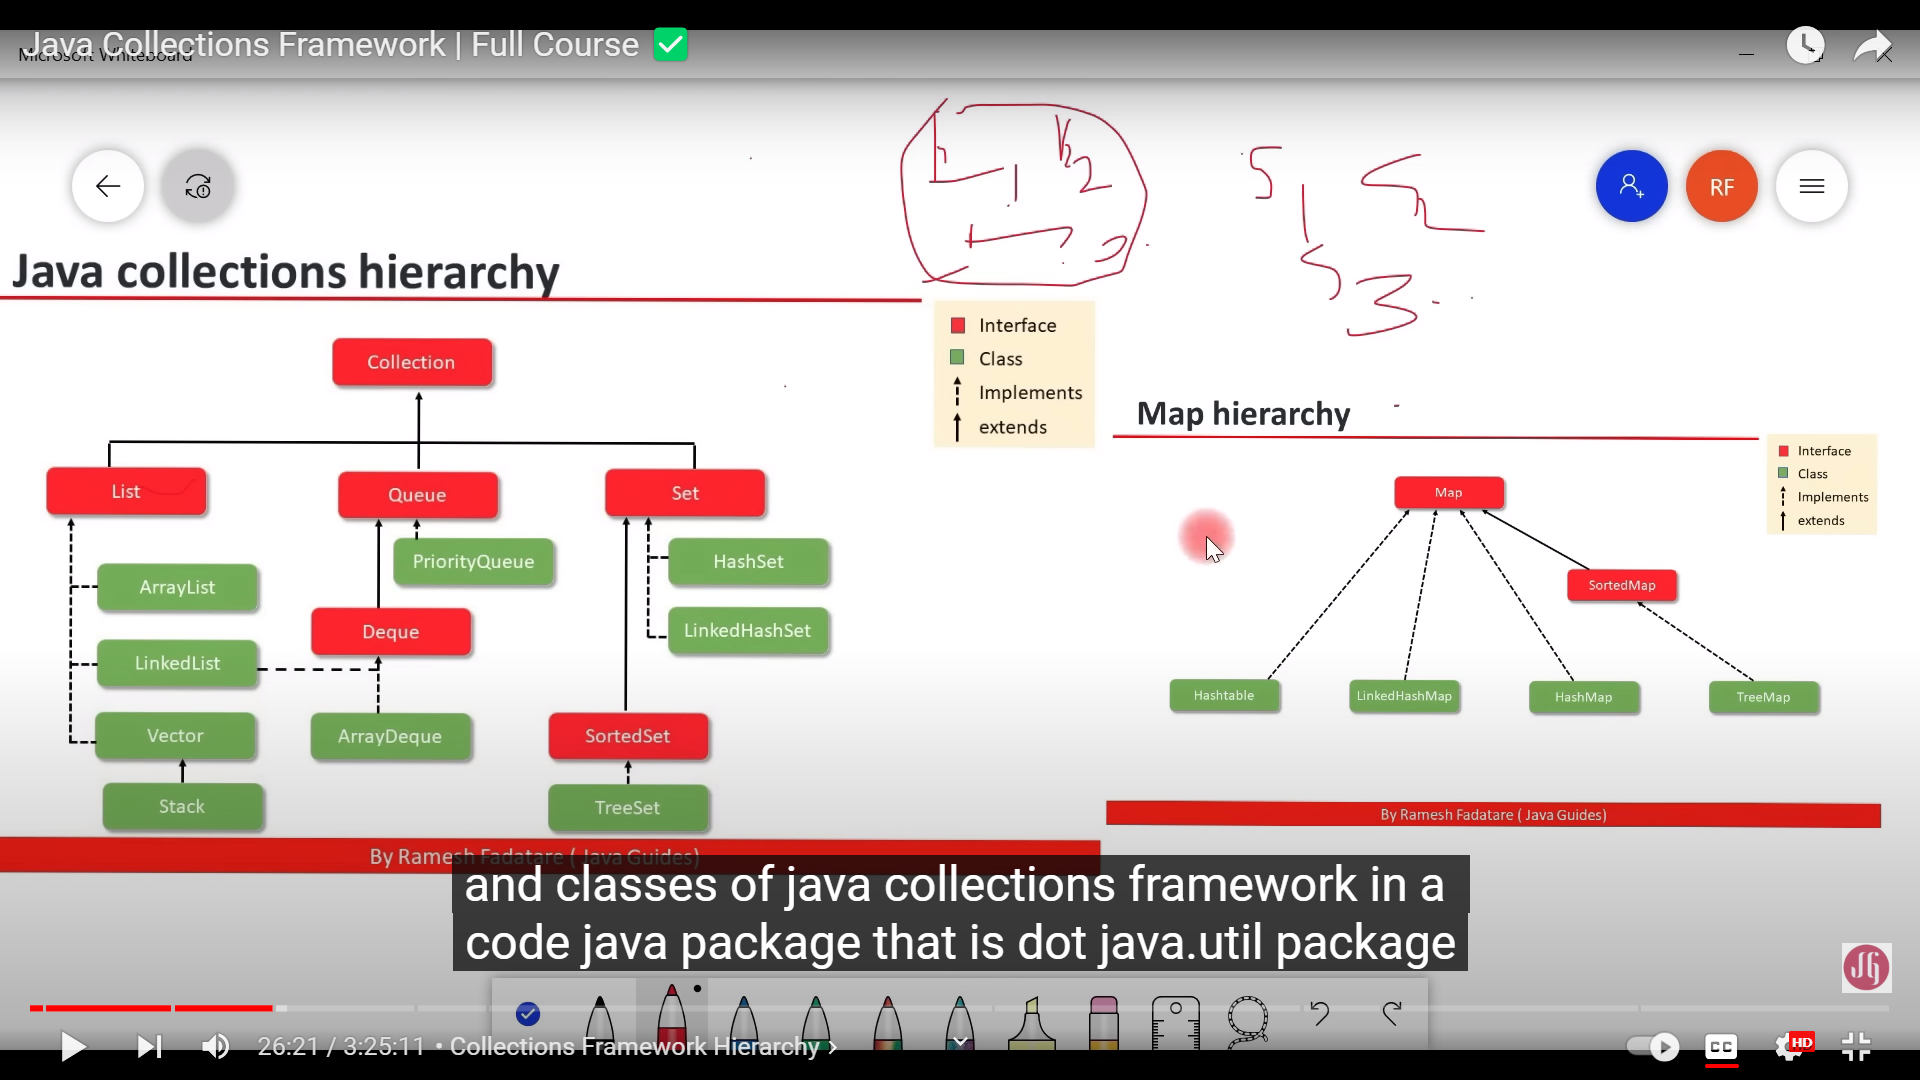 Java Collections Framework | Full Course ✅
Microsoft Whiteboard
RF
Java collections hierarchy
Interface
Class
Implements
extends
Collection
List
Queue
Set
PriorityQueue
HashSet
ArrayList
Deque
LinkedHashSet
LinkedList
Vector
ArrayDeque
SortedSet
Stack
TreeSet
By Ramesh Fadatare ( Java Guides)
Map hierarchy
Interface
Class
Implements
extends
Map
SortedMap
Hashtable
LinkedHashMap
HashMap
TreeMap
By Ramesh Fadatare ( Java Guides)
and classes of java collections framework in a
code java package that is dot java.util package
26:21 / 3:25:11 • Collections Framework Hierarchy
CC
HD